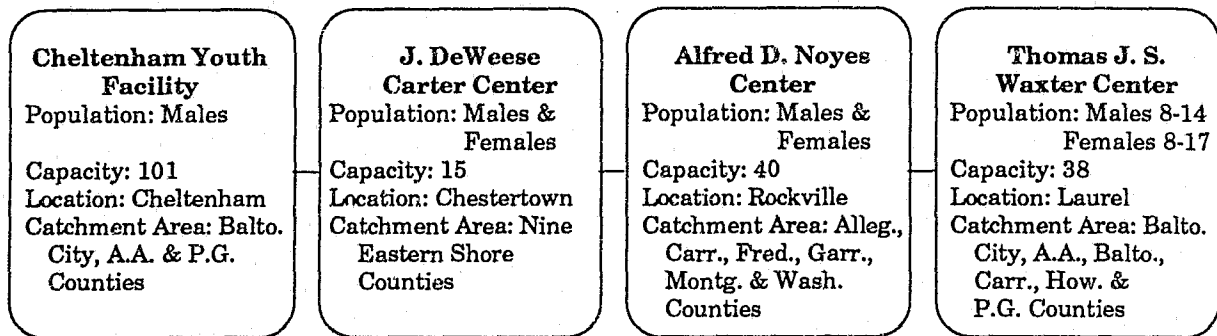 Cheltenham Youth
Facility
Population: Males
Capacity: 101
Location: Cheltenham
Catchment Area: Balto.
City, A.A. & P.G.
Counties
J. DeWeese
Carter Center
Population: Males &
Females
Capacity: 15
Location: Chestertown
Catchment Area: Nine
Eastern Shore
Counties
Alfred D. Noyes
Center
Population: Males &
Females
Capacity: 40
Location: Rockville
Catchment Area: Alleg.,
Carr., Fred., Garr.,
Montg. & Wash.
Counties
Thomas J. S.
Waxter Center
Population: Males 8-14
Females 8-17
Capacity: 38
Location: Laurel
Catchment Area: Balto.
City, A.A., Balto.,
Carr., How. &
P.G. Counties